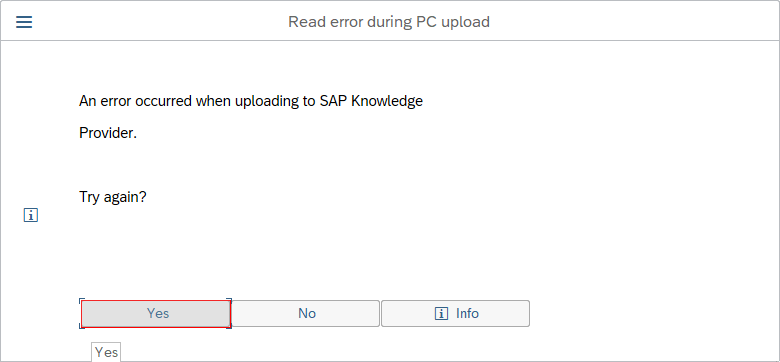 Read error during PC upload
An error occurred when uploading to SAP Knowledge
Provider.
Try again?
Yes
No
Info
Yes